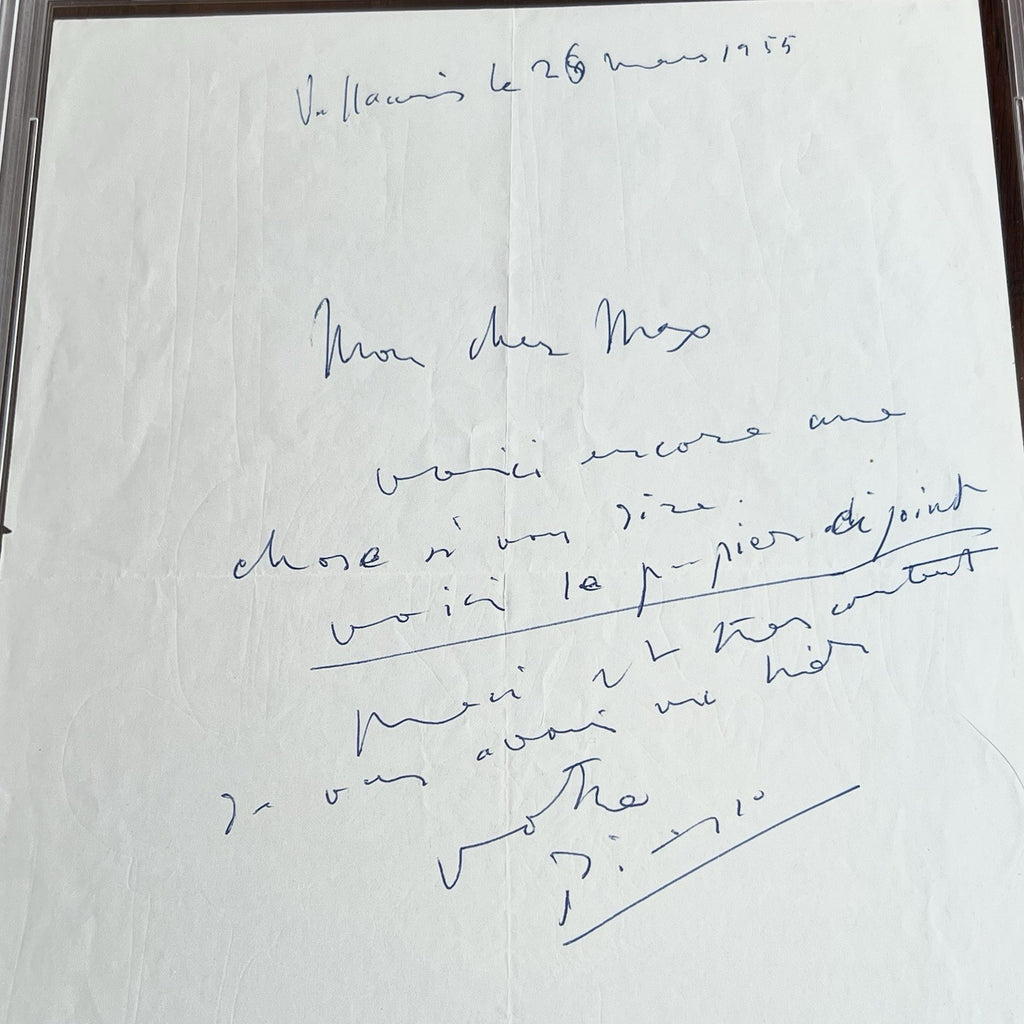 Vallauris le 26 mars 1955
Mon cher Max
voici encore une
chose à vous dire.
voici le papier ci joint
merci et très content
de vous avoir vu hier
votre
Picasso